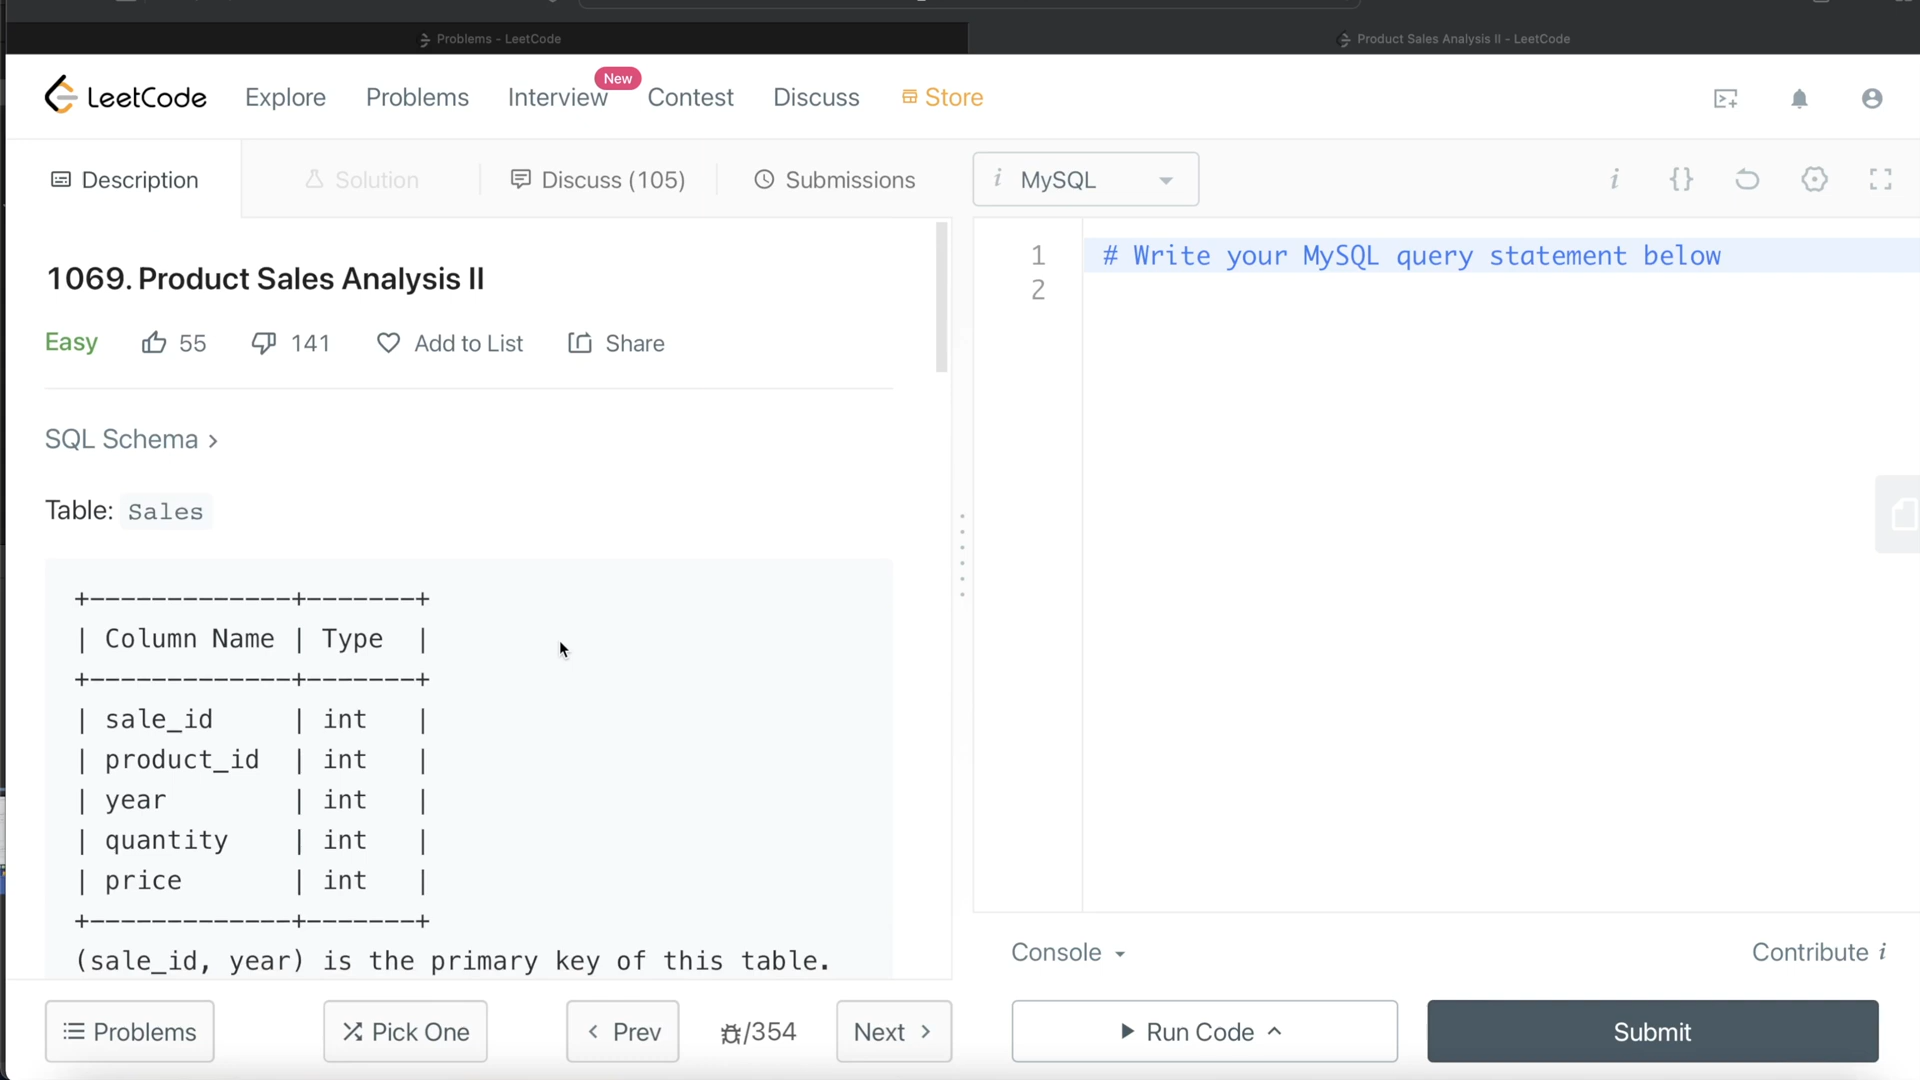 Problems - LeetCode
Product Sales Analysis II - LeetCode
LeetCode Explore Problems Interview New Contest Discuss Store
Description Solution Discuss (105) Submissions
i MySQL
i {}
1069. Product Sales Analysis II
Easy 55 141 Add to List Share
SQL Schema >
Table: Sales
+-------------+-------+
| Column Name | Type  |
+-------------+-------+
| sale_id     | int   |
| product_id  | int   |
| year        | int   |
| quantity    | int   |
| price       | int   |
+-------------+-------+
(sale_id, year) is the primary key of this table.
1 # Write your MySQL query statement below
2
Console Contribute i
Problems Pick One < Prev /354 Next >
Run Code Submit